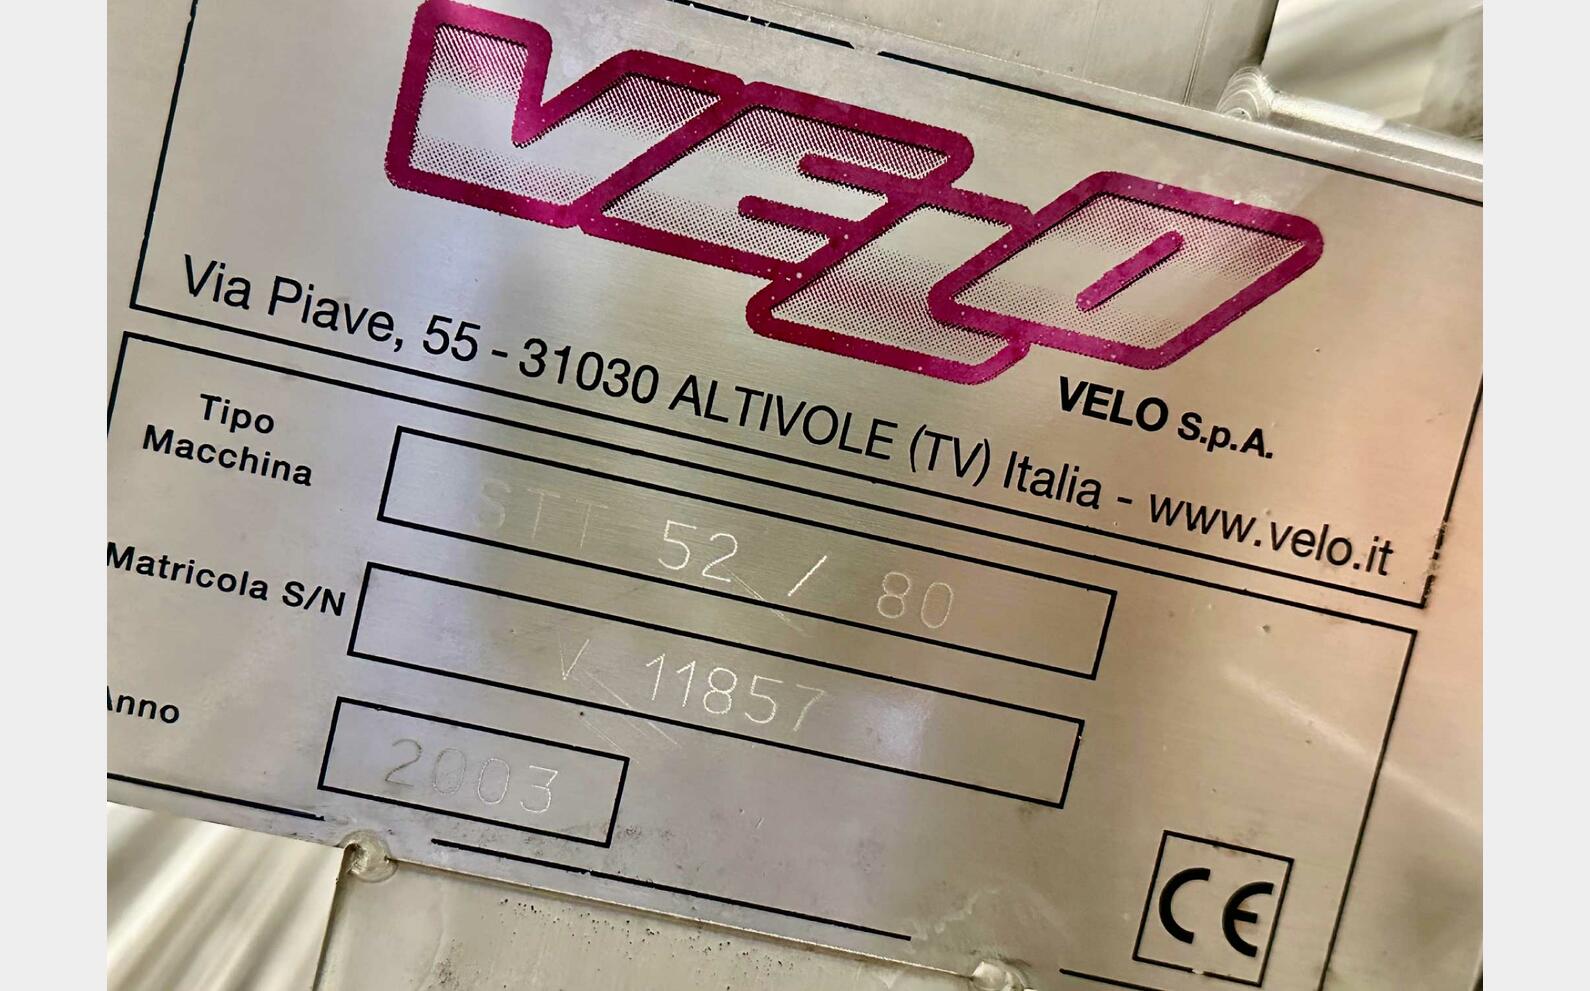 VELO
VELO S.p.A.
Via Piave, 55 - 31030 ALTIVOLE (TV) Italia - www.velo.it
Tipo
Macchina
STT 52 / 80
Matricola S/N
V 11857
Anno
2003
CE